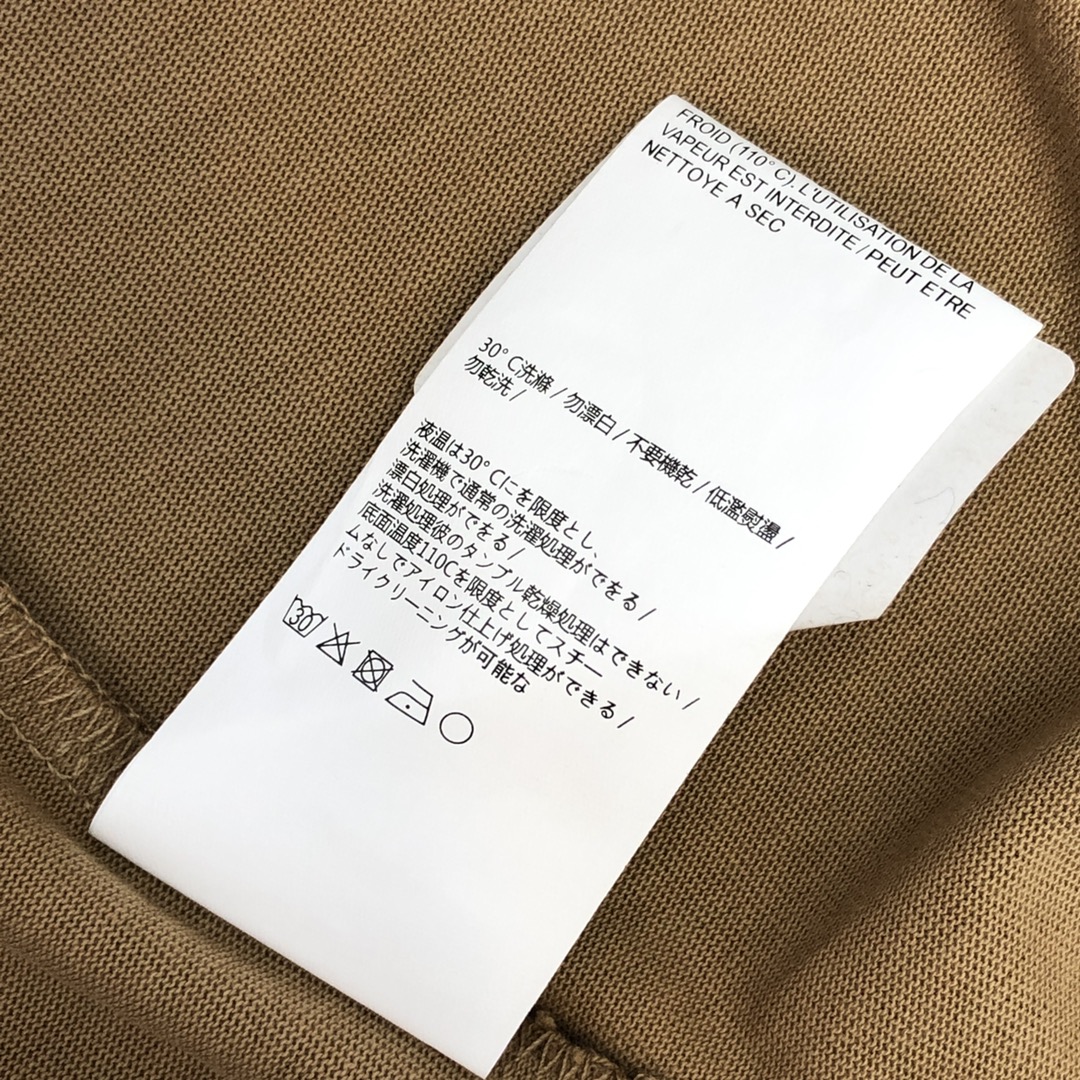 FROID (110° C). L'UTILISATION DE LA
VAPEUR EST INTERDITE / PEUT ETRE
NETTOYE A SEC
30° C洗滌 / 勿漂白 / 不要機乾 / 低濫熨燙 /
勿乾洗 /
液温は30° Cにを限度とし、
洗濯機で通常の洗濯処理がでをる /
漂白処理がでをる /
洗濯処理彼のタンブル乾燥処理はできない /
底面温度110Cを限度としてスチー
ムなしでアイロン仕上げ処理ができる /
ドライクリーニングが可能な
30